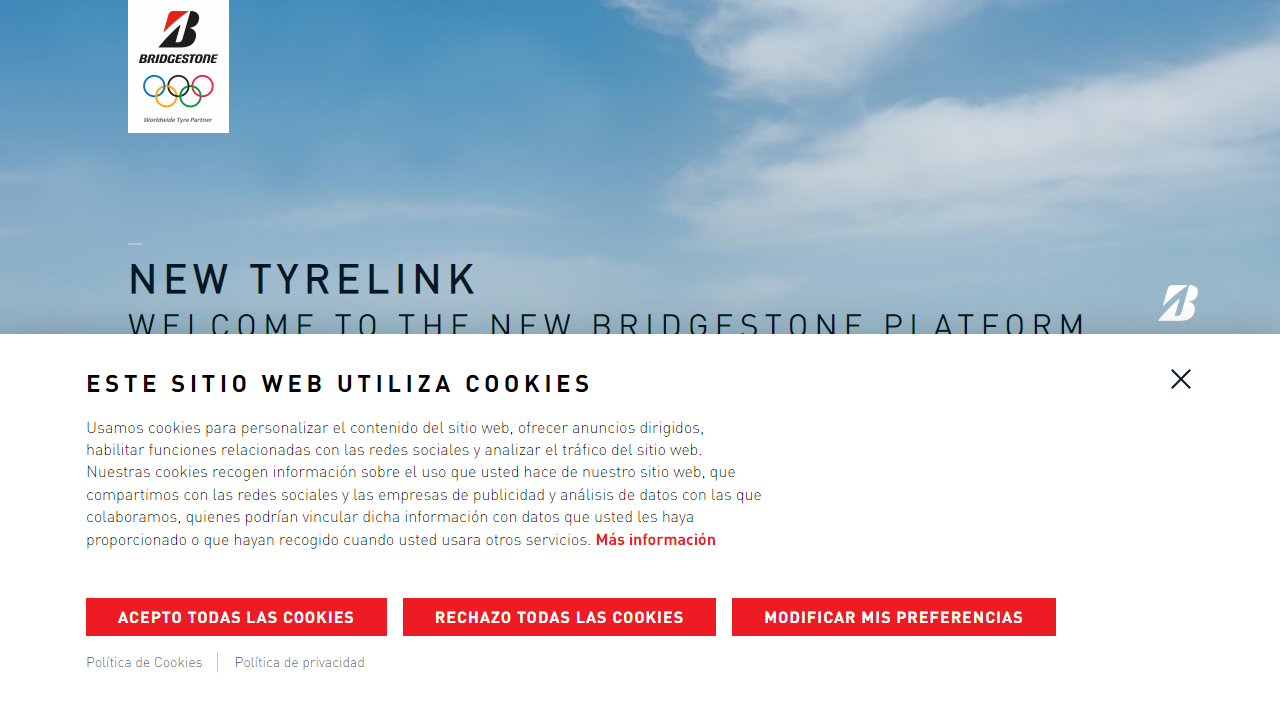 BRIDGESTONE
Worldwide Tyre Partner
NEW TYRELINK
WELCOME TO THE NEW BRIDGESTONE PLATFORM
ESTE SITIO WEB UTILIZA COOKIES
Usamos cookies para personalizar el contenido del sitio web, ofrecer anuncios dirigidos,
habilitar funciones relacionadas con las redes sociales y analizar el tráfico del sitio web.
Nuestras cookies recogen información sobre el uso que usted hace de nuestro sitio web, que
compartimos con las redes sociales y las empresas de publicidad y análisis de datos con las que
colaboramos, quienes podrían vincular dicha información con datos que usted les haya
proporcionado o que hayan recogido cuando usted usara otros servicios. Más información
ACEPTO TODAS LAS COOKIES
RECHAZO TODAS LAS COOKIES
MODIFICAR MIS PREFERENCIAS
Política de Cookies
Política de privacidad